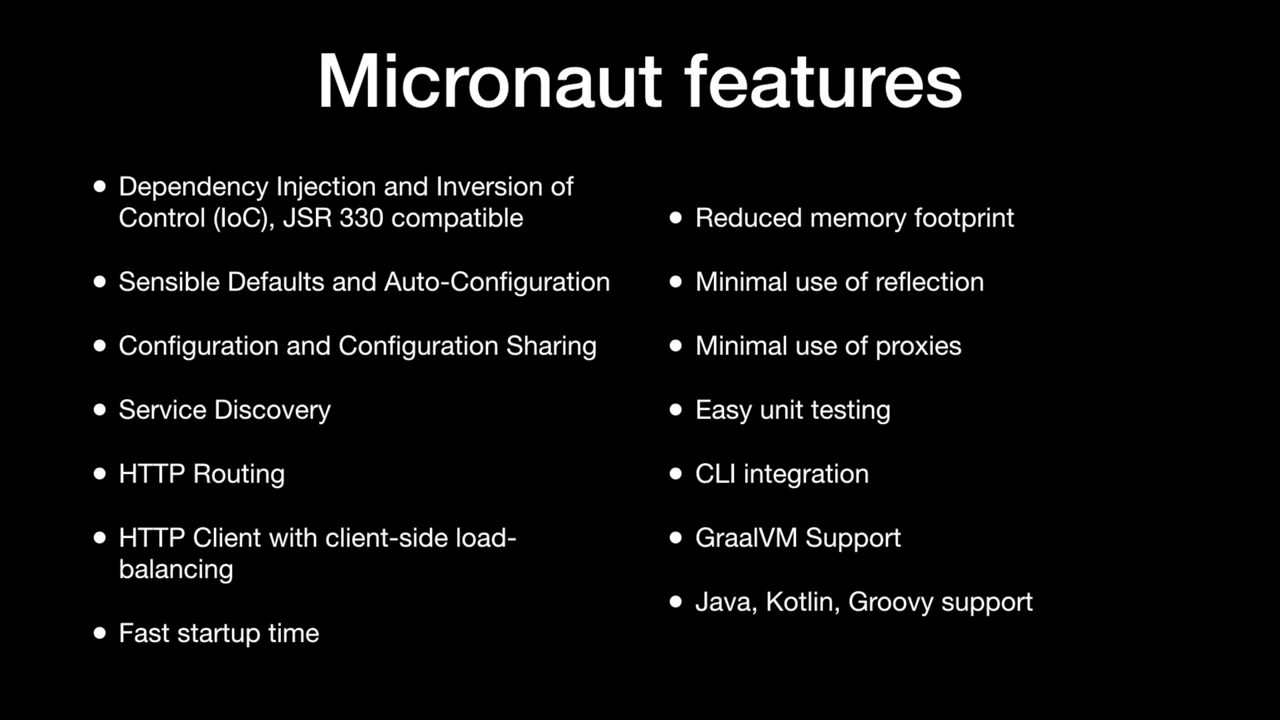 Micronaut features
• Dependency Injection and Inversion of
Control (IoC), JSR 330 compatible
• Sensible Defaults and Auto-Configuration
• Configuration and Configuration Sharing
• Service Discovery
• HTTP Routing
• HTTP Client with client-side load-
balancing
• Fast startup time
• Reduced memory footprint
• Minimal use of reflection
• Minimal use of proxies
• Easy unit testing
• CLI integration
• GraalVM Support
• Java, Kotlin, Groovy support